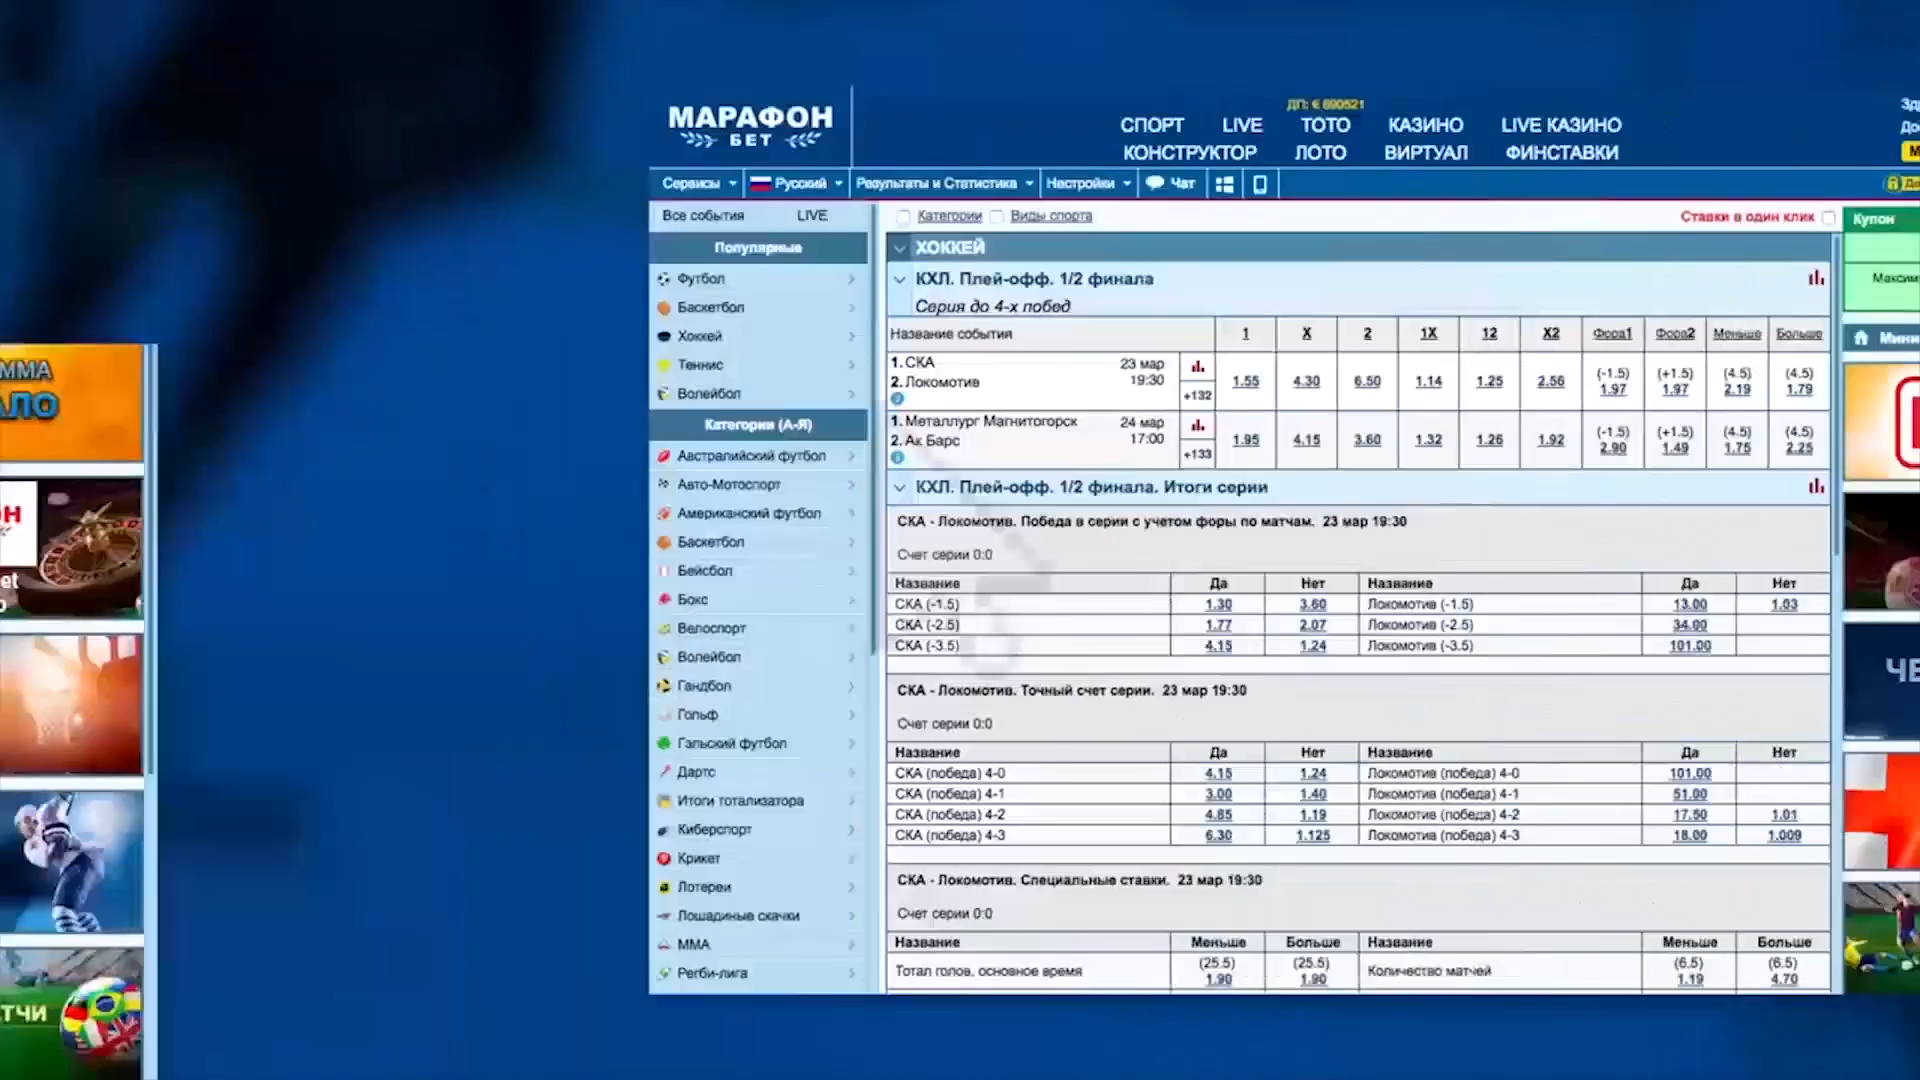 МАРАФОН
БЕТ
ДП: € 690521
СПОРТ LIVE ТОТО КАЗИНО LIVE КАЗИНО
КОНСТРУКТОР ЛОТО ВИРТУАЛ ФИНСТАВКИ
Сервисы Русский Результаты и Статистика Настройки Чат
Все события LIVE
Популярные
Футбол
Баскетбол
Хоккей
Теннис
Волейбол
Категории (А-Я)
Австралийский футбол
Авто-Мотоспорт
Американский футбол
Баскетбол
Бейсбол
Бокс
Велоспорт
Волейбол
Гандбол
Гольф
Гэльский футбол
Дартс
Итоги тотализатора
Киберспорт
Крикет
Лотереи
Лошадиные скачки
ММА
Регби-лига
Категории Виды спорта Ставки в один клик
ХОККЕЙ
КХЛ. Плей-офф. 1/2 финала
Серия до 4-х побед
Название события 1 X 2 1X 12 X2 Фора1 Фора2 Меньше Больше
1. СКА 23 мар
2. Локомотив 19:30
+132 1.55 4.30 6.50 1.14 1.25 2.56 (-1.5) 1.97 (+1.5) 1.97 (4.5) 2.19 (4.5) 1.79
1. Металлург Магнитогорск 24 мар
2. Ак Барс 17:00
+133 1.95 4.15 3.60 1.32 1.26 1.92 (-1.5) 2.90 (+1.5) 1.49 (4.5) 1.75 (4.5) 2.25
КХЛ. Плей-офф. 1/2 финала. Итоги серии
СКА - Локомотив. Победа в серии с учетом форы по матчам. 23 мар 19:30
Счет серии 0:0
Название Да Нет Название Да Нет
СКА (-1.5) 1.30 3.60 Локомотив (-1.5) 13.00 1.03
СКА (-2.5) 1.77 2.07 Локомотив (-2.5) 34.00
СКА (-3.5) 4.15 1.24 Локомотив (-3.5) 101.00
СКА - Локомотив. Точный счет серии. 23 мар 19:30
Счет серии 0:0
Название Да Нет Название Да Нет
СКА (победа) 4-0 4.15 1.24 Локомотив (победа) 4-0 101.00
СКА (победа) 4-1 3.00 1.40 Локомотив (победа) 4-1 51.00
СКА (победа) 4-2 4.85 1.19 Локомотив (победа) 4-2 17.50 1.01
СКА (победа) 4-3 6.30 1.125 Локомотив (победа) 4-3 18.00 1.009
СКА - Локомотив. Специальные ставки. 23 мар 19:30
Счет серии 0:0
Название Меньше Больше Название Меньше Больше
Тотал голов, основное время (25.5) 1.90 (25.5) 1.90 Количество матчей (6.5) 1.19 (6.5) 4.70
Купон